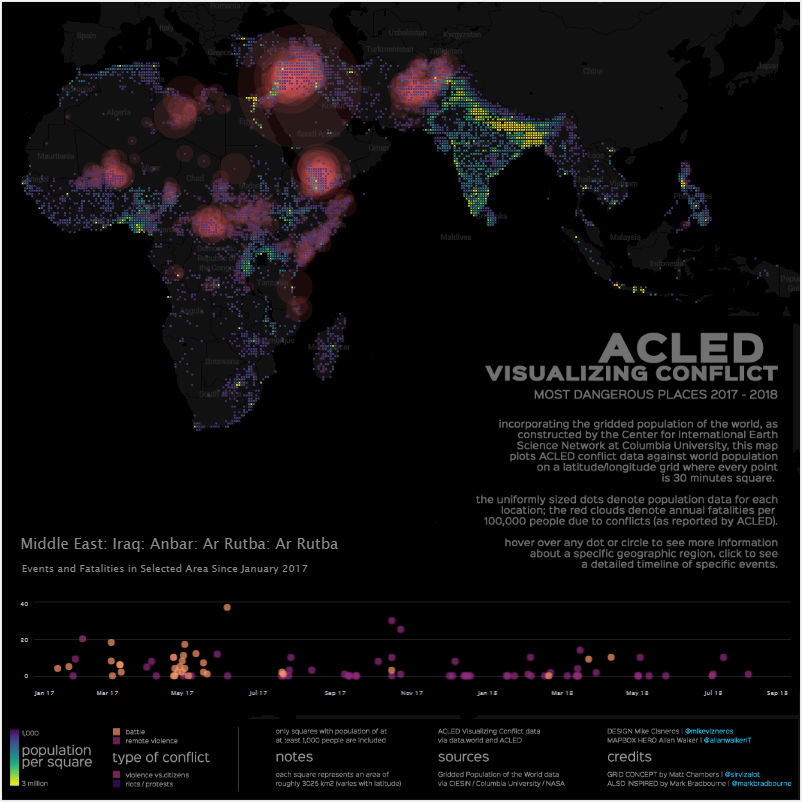 Spain
Italy
Romania
Uzbekistan
Kyrgyzstan
Turkmenistan
Tajikistan
China
Japan
Algeria
Saudi Arabia
Oman
Mauritania
Chad
Maldives
Malaysia
Indonesia
Angola
Botswana
ACLED
VISUALIZING CONFLICT
MOST DANGEROUS PLACES 2017 - 2018
incorporating the gridded population of the world, as
constructed by the Center for International Earth
Science Network at Columbia University, this map
plots ACLED conflict data against world population
on a latitude/longitude grid where every point
is 30 minutes square.
the uniformly sized dots denote population data for each
location; the red clouds denote annual fatalities per
100,000 people due to conflicts (as reported by ACLED).
hover over any dot or circle to see more information
about a specific geographic region. click to see
a detailed timeline of specific events.
Middle East: Iraq: Anbar: Ar Rutba: Ar Rutba
Events and Fatalities in Selected Area Since January 2017
40
20
0
Jan 17 Mar 17 May 17 Jul 17 Sep 17 Nov 17 Jan 18 Mar 18 May 18 Jul 18 Sep 18
1,000
population
per square
3 million
battle
remote violence
type of conflict
violence vs.citizens
riots / protests
only squares with population of at
at least 1,000 people are included
notes
each square represents an area of
roughly 3025 km2 (varies with latitude)
ACLED Visualizing Conflict data
via data.world and ACLED
sources
Gridded Population of the World data
via CIESIN / Columbia University / NASA
DESIGN Mike Cisneros | @mikevizneros
MAPBOX HERO Allan Walker | @allanwalkerIT
credits
GRID CONCEPT by Matt Chambers | @sirvizalot
ALSO INSPIRED by Mark Bradbourne | @markbradbourne